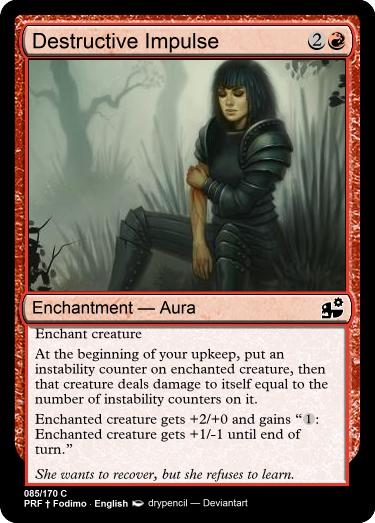 Destructive Impulse 2
Enchantment — Aura
Enchant creature
At the beginning of your upkeep, put an
instability counter on enchanted creature, then
that creature deals damage to itself equal to the
number of instability counters on it.
Enchanted creature gets +2/+0 and gains “1:
Enchanted creature gets +1/-1 until end of
turn.”
She wants to recover, but she refuses to learn.
085/170 C
PRF † Fodimo · English drypencil — Deviantart